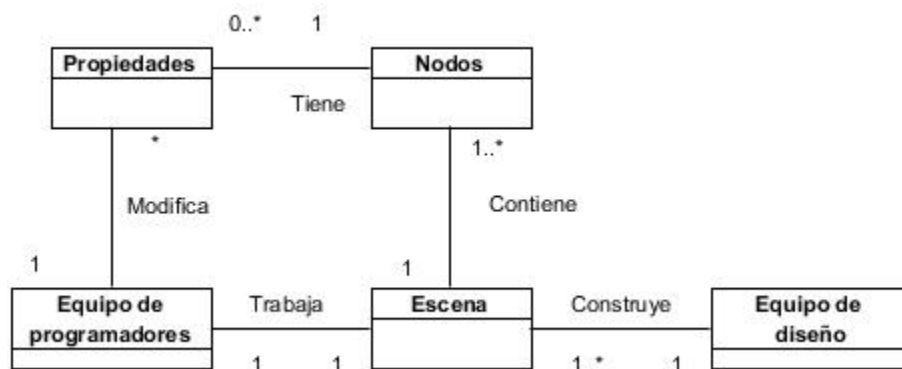 0..* 1
Propiedades Nodos
Tiene
* 1..*
Modifica Contiene
1 1
Equipo de programadores Trabaja Escena Construye Equipo de diseño
1 1 1..* 1